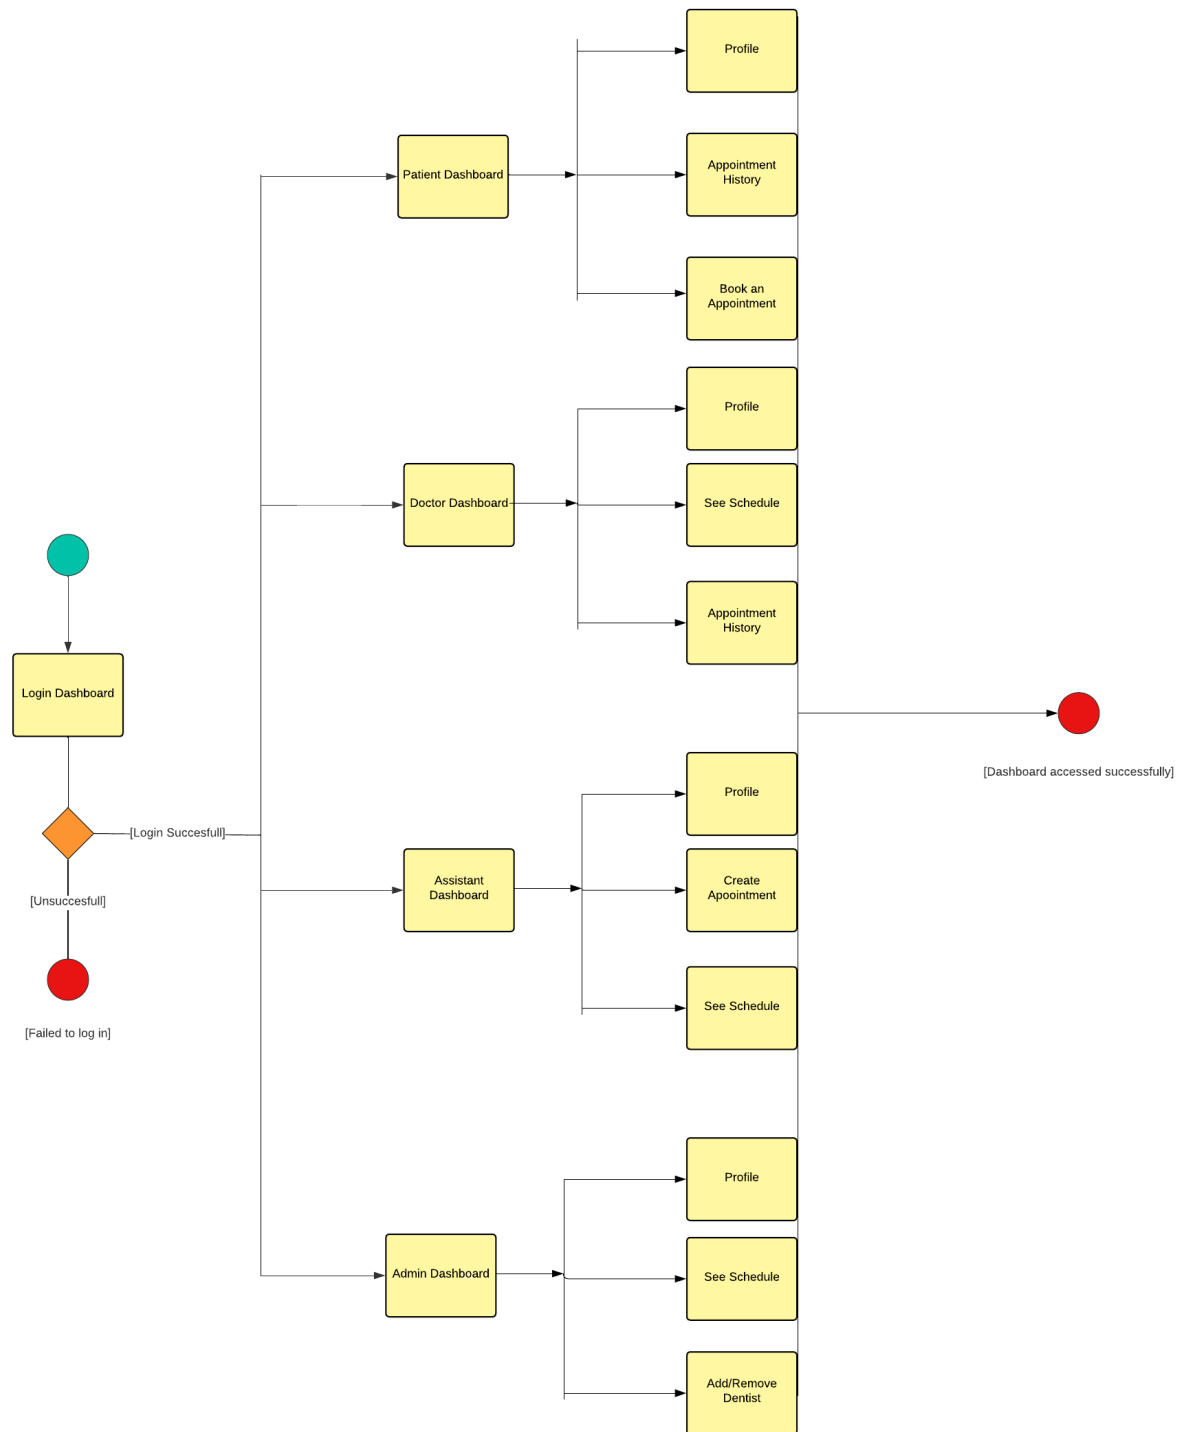 Profile
Appointment
History
Patient Dashboard
Book an
Appointment
Profile
Doctor Dashboard
See Schedule
Appointment
History
Login Dashboard
[Login Succesfull]
[Unsuccesfull]
[Failed to log in]
[Dashboard accessed successfully]
Profile
Assistant
Dashboard
Create
Apoointment
See Schedule
Profile
Admin Dashboard
See Schedule
Add/Remove
Dentist